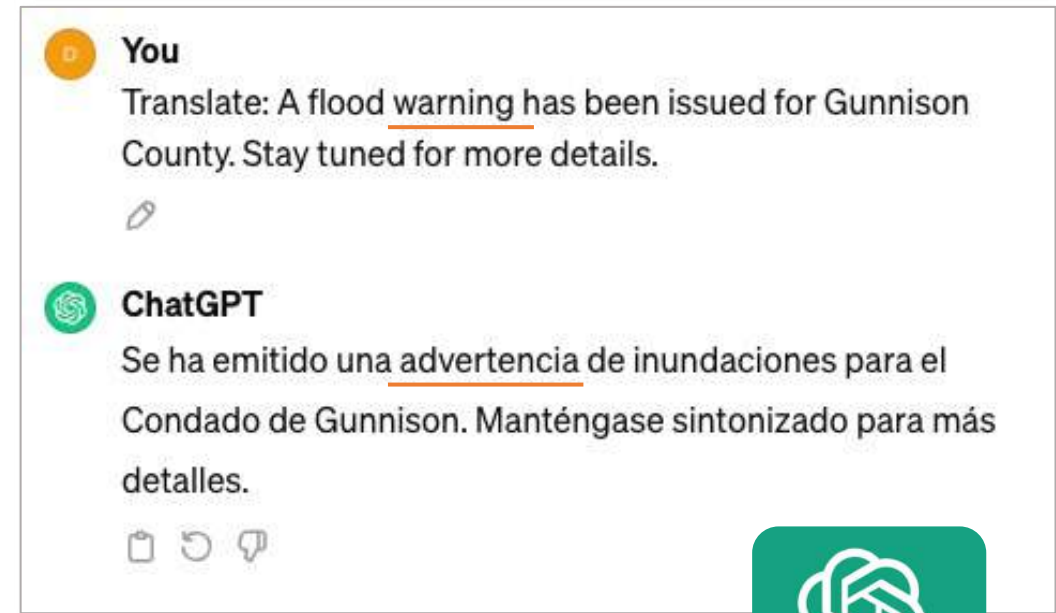 D
You
Translate: A flood warning has been issued for Gunnison
County. Stay tuned for more details.
ChatGPT
Se ha emitido una advertencia de inundaciones para el
Condado de Gunnison. Manténgase sintonizado para más
detalles.